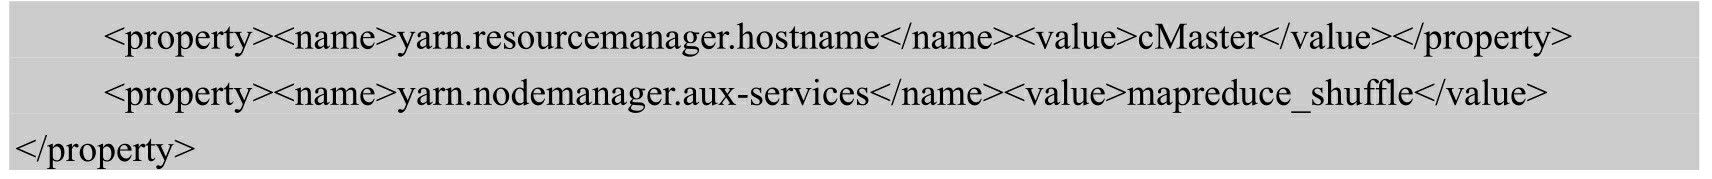 <property><name>yarn.resourcemanager.hostname</name><value>cMaster</value></property>
<property><name>yarn.nodemanager.aux-services</name><value>mapreduce_shuffle</value>
</property>